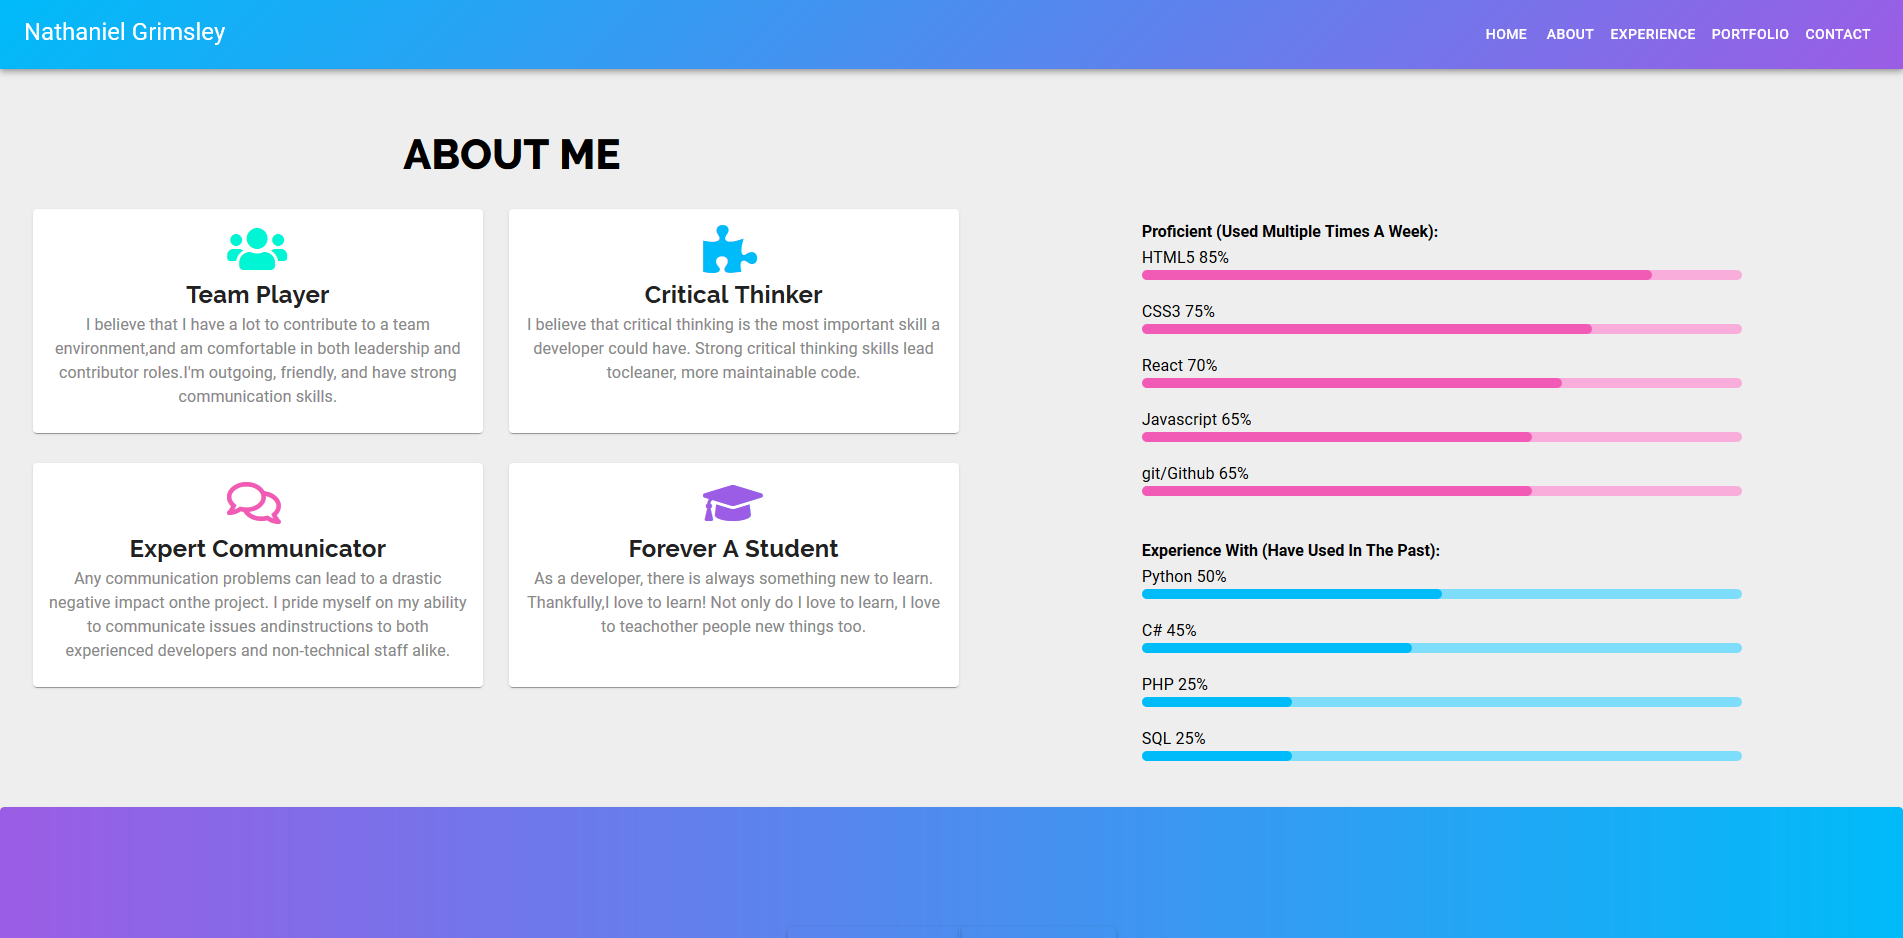 Nathaniel Grimsley
HOME ABOUT EXPERIENCE PORTFOLIO CONTACT
ABOUT ME
Team Player
I believe that I have a lot to contribute to a team
environment,and am comfortable in both leadership and
contributor roles.I'm outgoing, friendly, and have strong
communication skills.
Critical Thinker
I believe that critical thinking is the most important skill a
developer could have. Strong critical thinking skills lead
tocleaner, more maintainable code.
Expert Communicator
Any communication problems can lead to a drastic
negative impact onthe project. I pride myself on my ability
to communicate issues andinstructions to both
experienced developers and non-technical staff alike.
Forever A Student
As a developer, there is always something new to learn.
Thankfully,I love to learn! Not only do I love to learn, I love
to teachother people new things too.
Proficient (Used Multiple Times A Week):
HTML5 85%
CSS3 75%
React 70%
Javascript 65%
git/Github 65%
Experience With (Have Used In The Past):
Python 50%
C# 45%
PHP 25%
SQL 25%